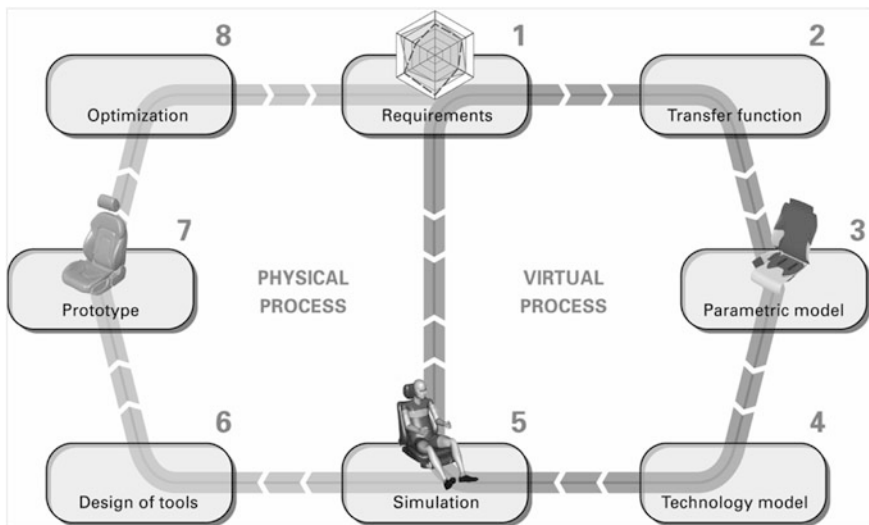 8
Optimization
1
Requirements
2
Transfer function
7
Prototype
PHYSICAL
PROCESS
VIRTUAL
PROCESS
3
Parametric model
6
Design of tools
5
Simulation
4
Technology model